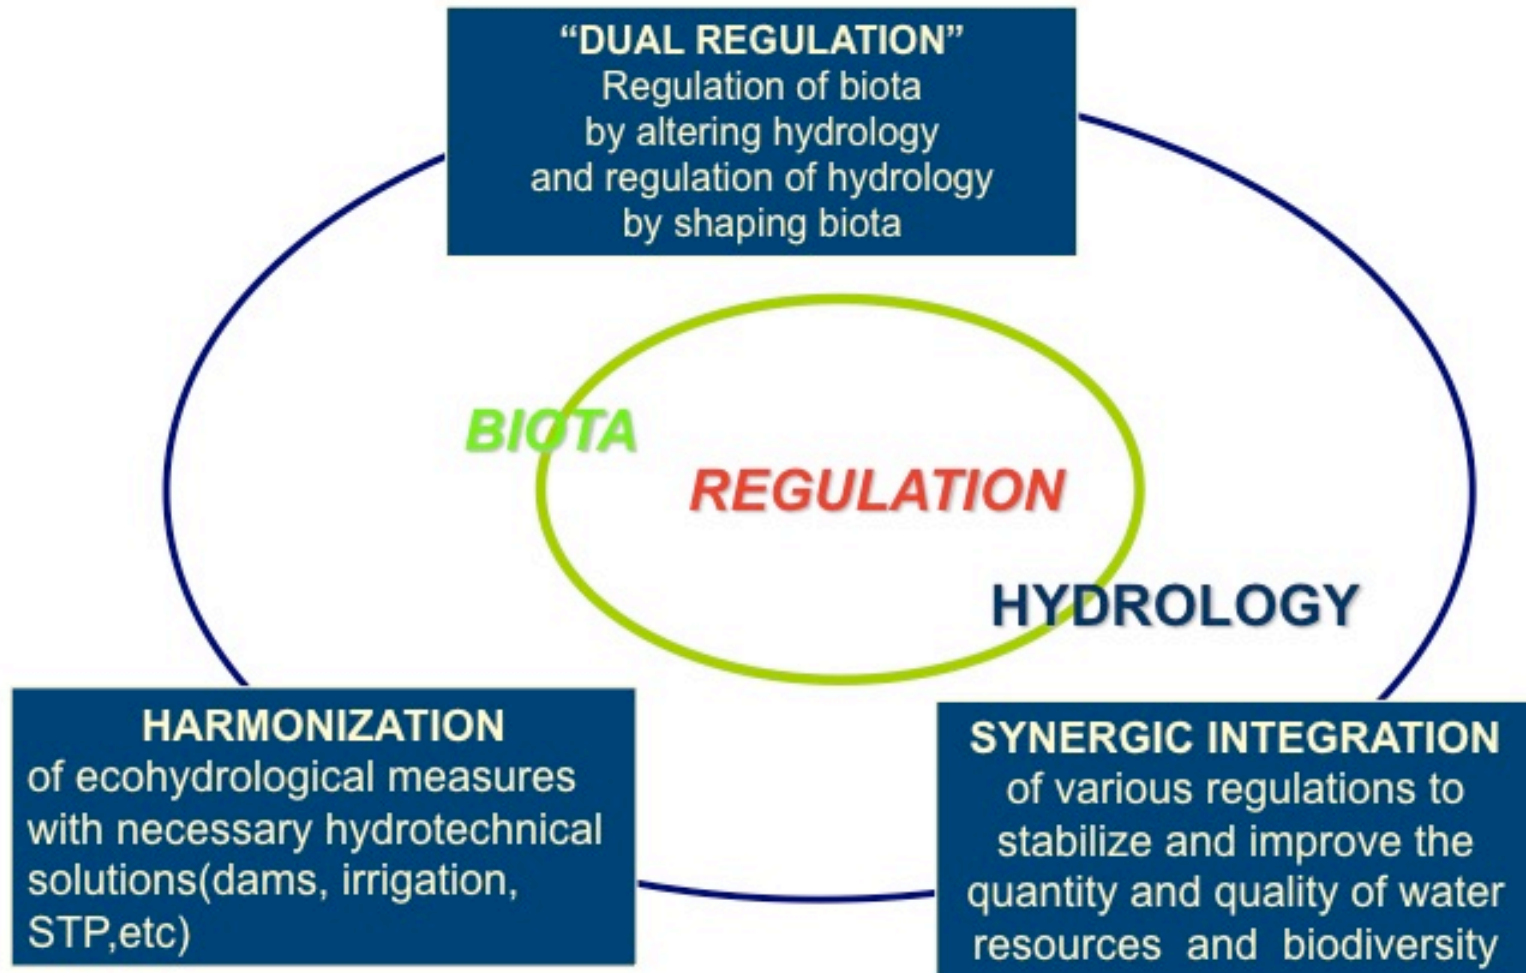 “DUAL REGULATION”
Regulation of biota
by altering hydrology
and regulation of hydrology
by shaping biota
BIOTA
REGULATION
HYDROLOGY
HARMONIZATION
of ecohydrological measures
with necessary hydrotechnical
solutions(dams, irrigation,
STP,etc)
SYNERGIC INTEGRATION
of various regulations to
stabilize and improve the
quantity and quality of water
resources and biodiversity